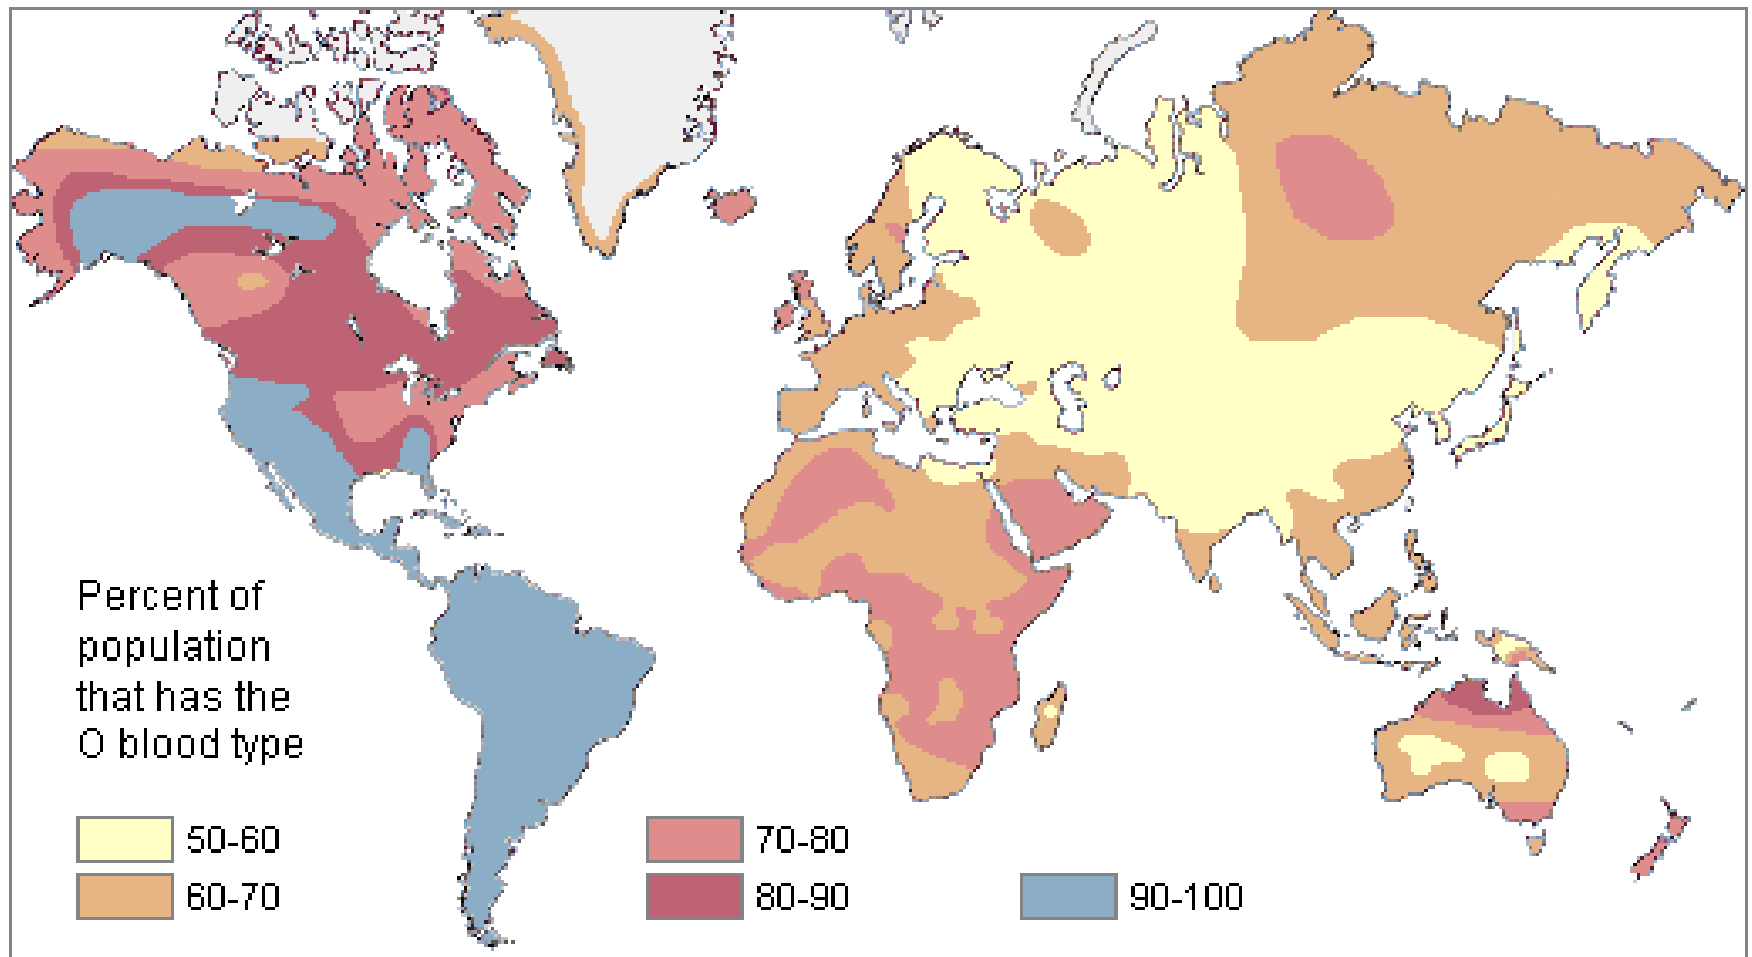 Percent of
population
that has the
O blood type
50-60
60-70
70-80
80-90
90-100